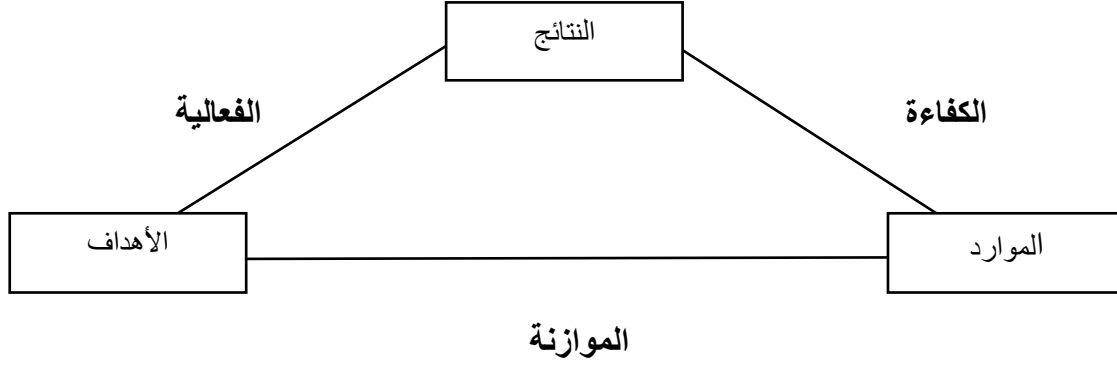 النتائج
الكفاءة
الفعالية
الموارد
الأهداف
الموازنة